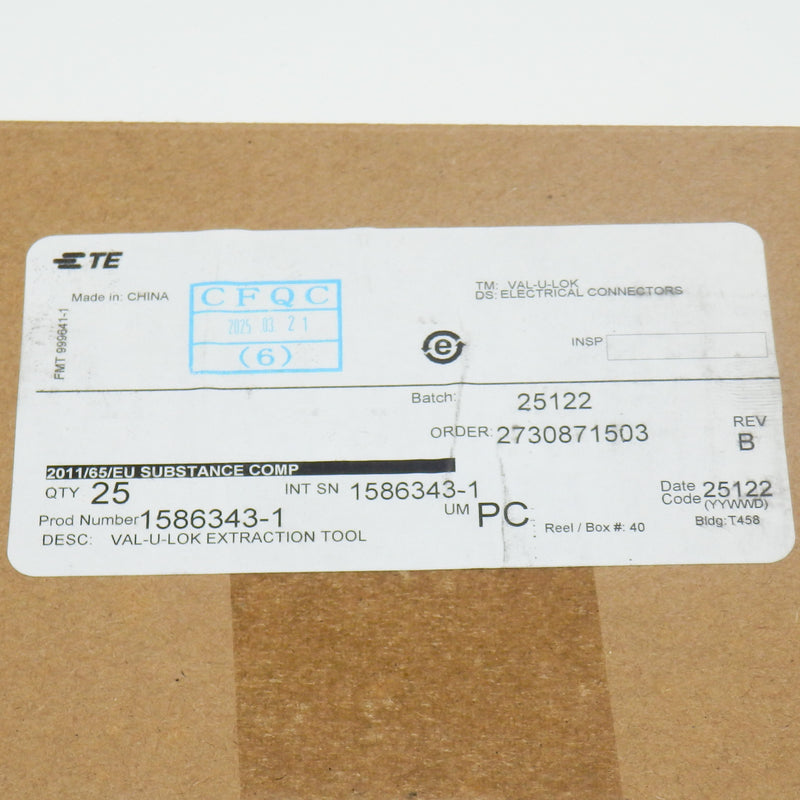 TE
Made in: CHINA
FMT 999641-1
CFQC
2025.03.21
(6)
TM: VAL-U-LOK
DS: ELECTRICAL CONNECTORS
e
INSP
Batch: 25122
ORDER: 2730871503
REV
B
2011/65/EU SUBSTANCE COMP
QTY 25
INT SN 1586343-1
Prod Number 1586343-1
UM PC
Reel / Box #: 40
Date Code 25122
(YYWWD)
Bldg: T458
DESC: VAL-U-LOK EXTRACTION TOOL